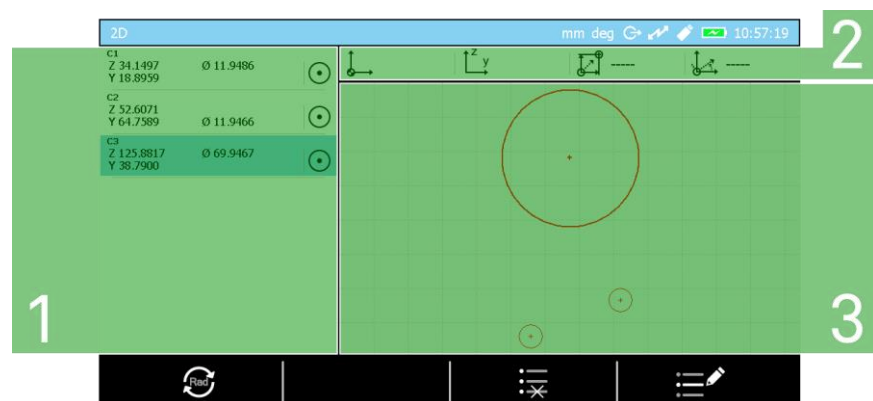 2D
mm deg 10:57:19
2
C1
Z 34.1497 Ø 11.9486
Y 18.8959
C2
Z 52.6071
Y 64.7589 Ø 11.9466
C3
Z 125.8817 Ø 69.9467
Y 38.7900
Z
y
-----
----
1
3
Rad